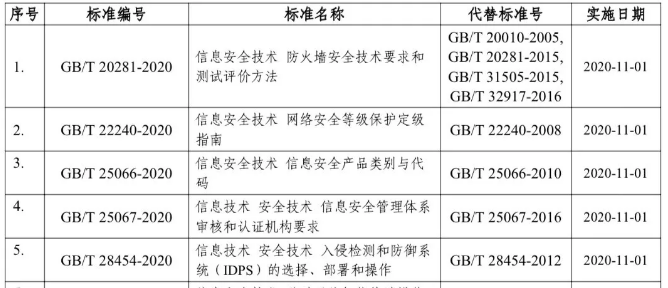 序号 标准编号 标准名称 代替标准号 实施日期
1. GB/T 20281-2020 信息安全技术 防火墙安全技术要求和测试评价方法 GB/T 20010-2005, GB/T 20281-2015, GB/T 31505-2015, GB/T 32917-2016 2020-11-01
2. GB/T 22240-2020 信息安全技术 网络安全等级保护定级指南 GB/T 22240-2008 2020-11-01
3. GB/T 25066-2020 信息安全技术 信息安全产品类别与代码 GB/T 25066-2010 2020-11-01
4. GB/T 25067-2020 信息技术 安全技术 信息安全管理体系审核和认证机构要求 GB/T 25067-2016 2020-11-01
5. GB/T 28454-2020 信息技术 安全技术 入侵检测和防御系统（IDPS）的选择、部署和操作 GB/T 28454-2012 2020-11-01